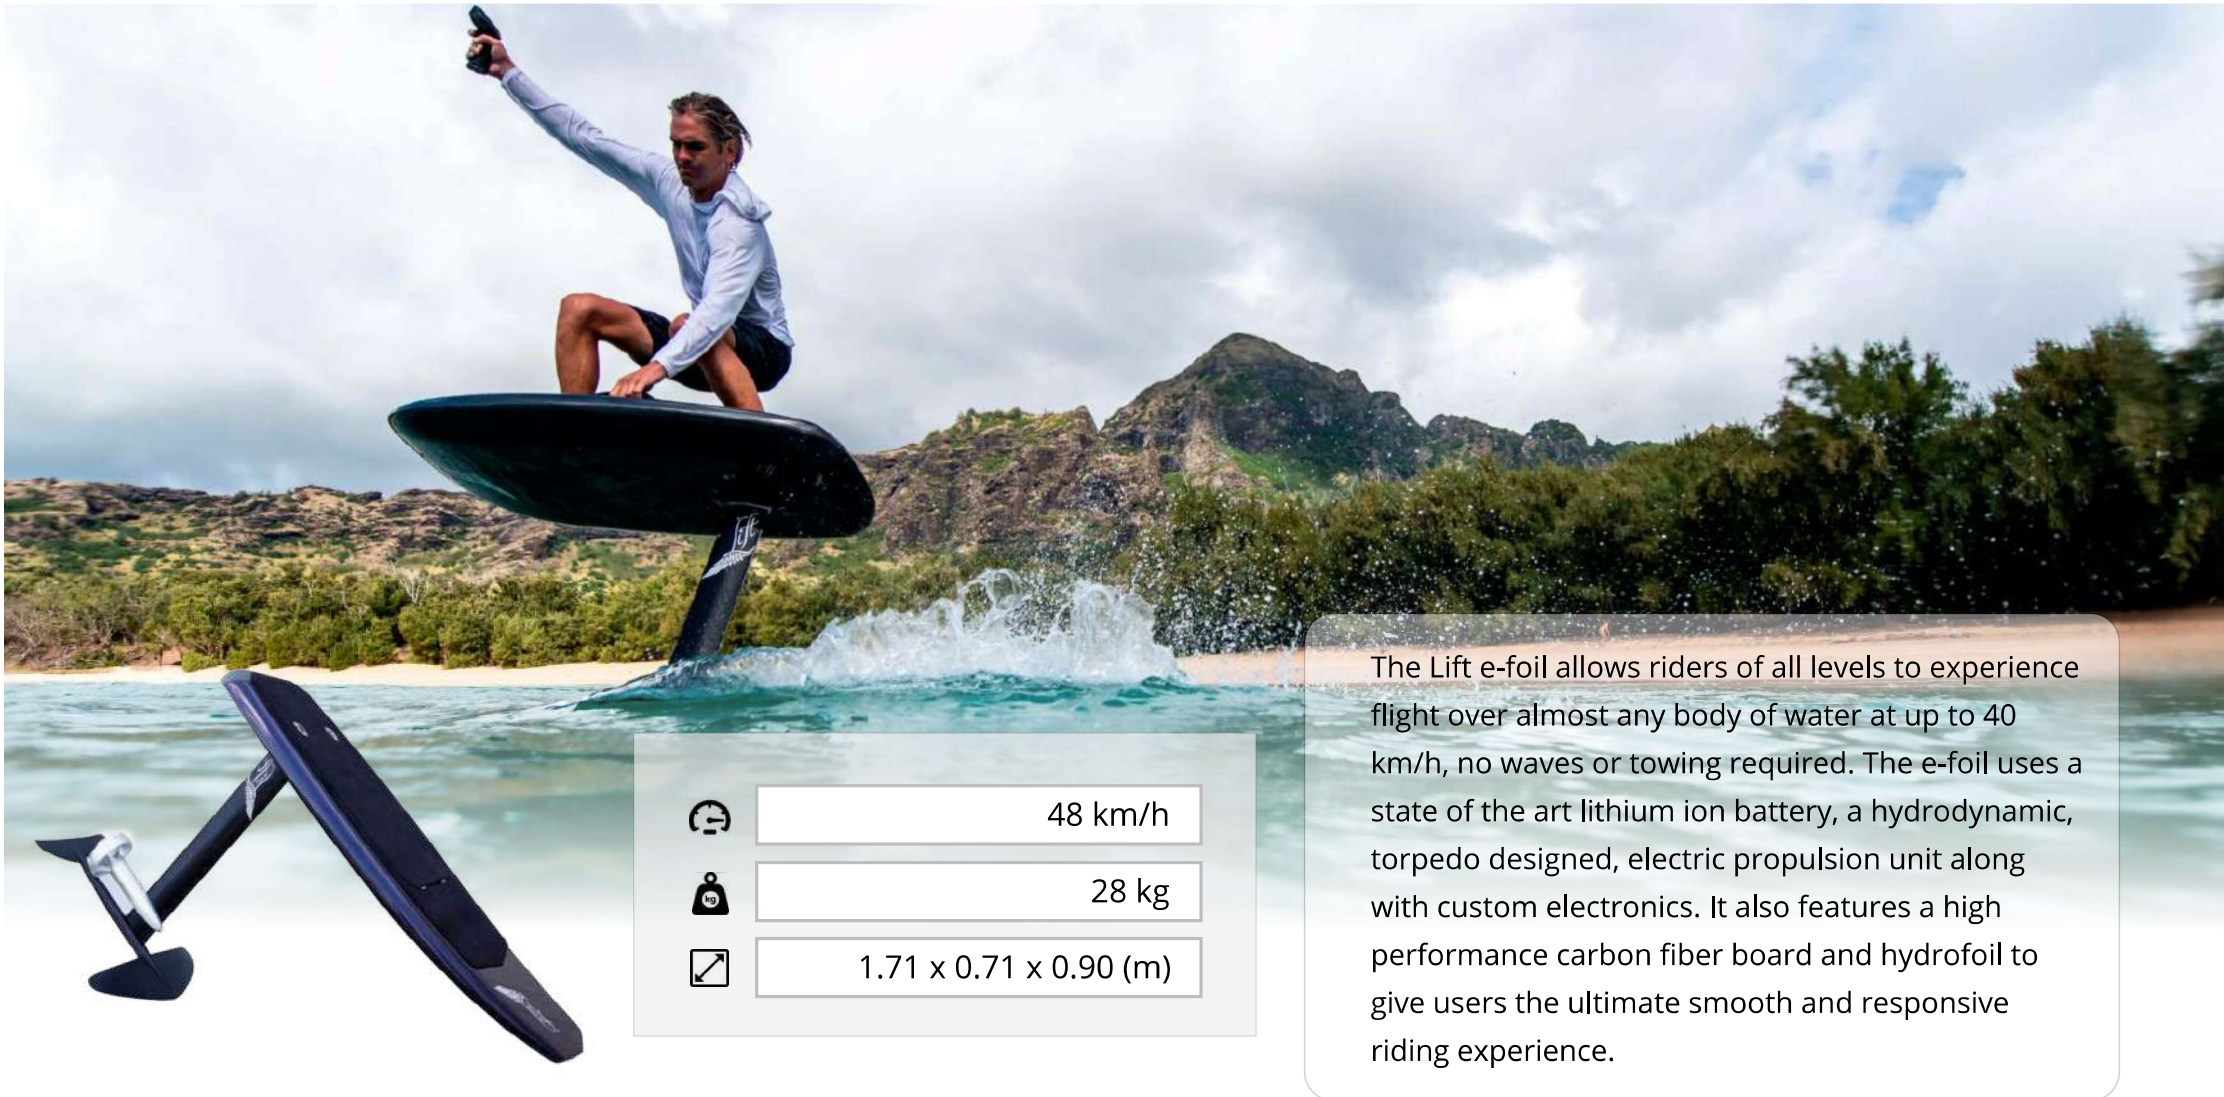 lift
48 km/h
kg
28 kg
1.71 x 0.71 x 0.90 (m)
The Lift e-foil allows riders of all levels to experience
flight over almost any body of water at up to 40
km/h, no waves or towing required. The e-foil uses a
state of the art lithium ion battery, a hydrodynamic,
torpedo designed, electric propulsion unit along
with custom electronics. It also features a high
performance carbon fiber board and hydrofoil to
give users the ultimate smooth and responsive
riding experience.